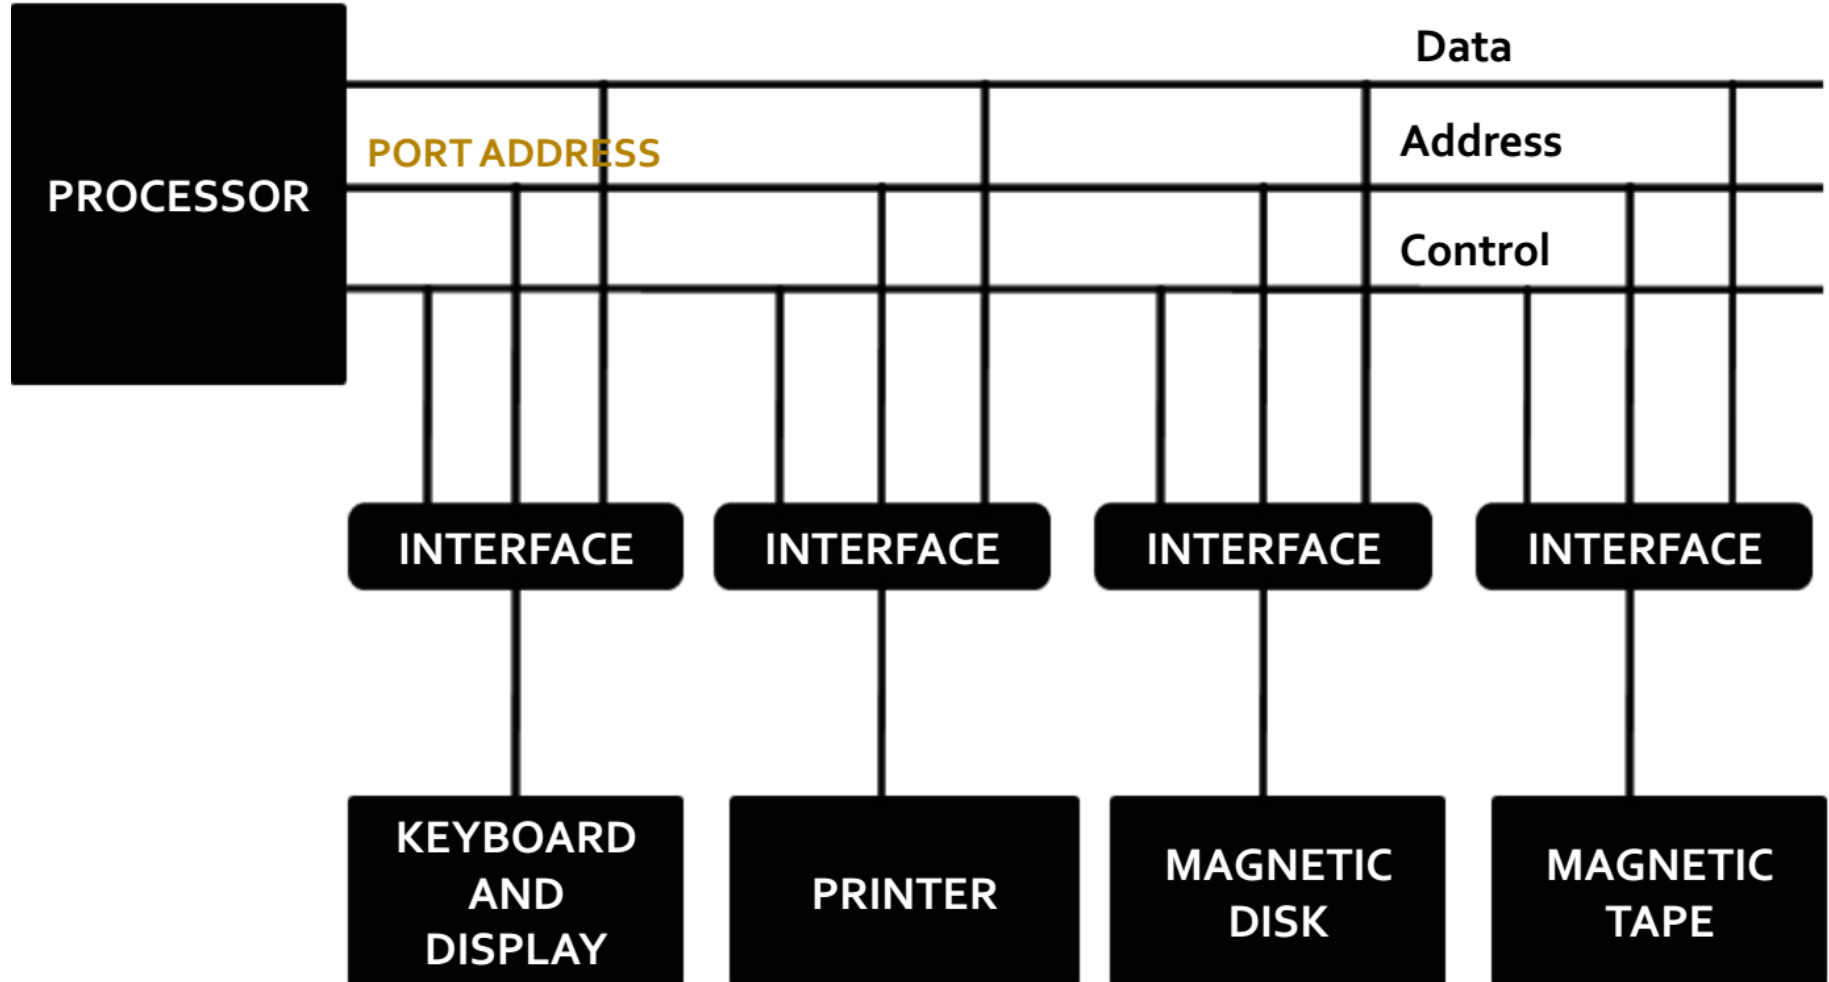 Data
PORT ADDRESS
Address
PROCESSOR
Control
INTERFACE
INTERFACE
INTERFACE
INTERFACE
KEYBOARD
AND
DISPLAY
PRINTER
MAGNETIC
DISK
MAGNETIC
TAPE